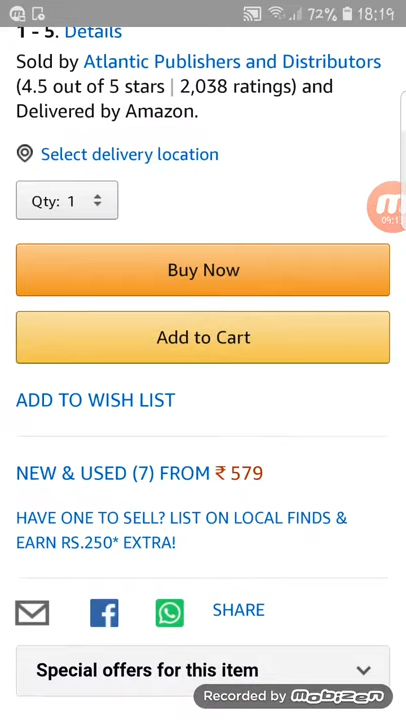 72% 18:19
1 - 5. Details
Sold by Atlantic Publishers and Distributors
(4.5 out of 5 stars | 2,038 ratings) and
Delivered by Amazon.
Select delivery location
Qty: 1
Buy Now
Add to Cart
ADD TO WISH LIST
NEW & USED (7) FROM ₹ 579
HAVE ONE TO SELL? LIST ON LOCAL FINDS &
EARN RS.250* EXTRA!
SHARE
Special offers for this item
Recorded by mobizen